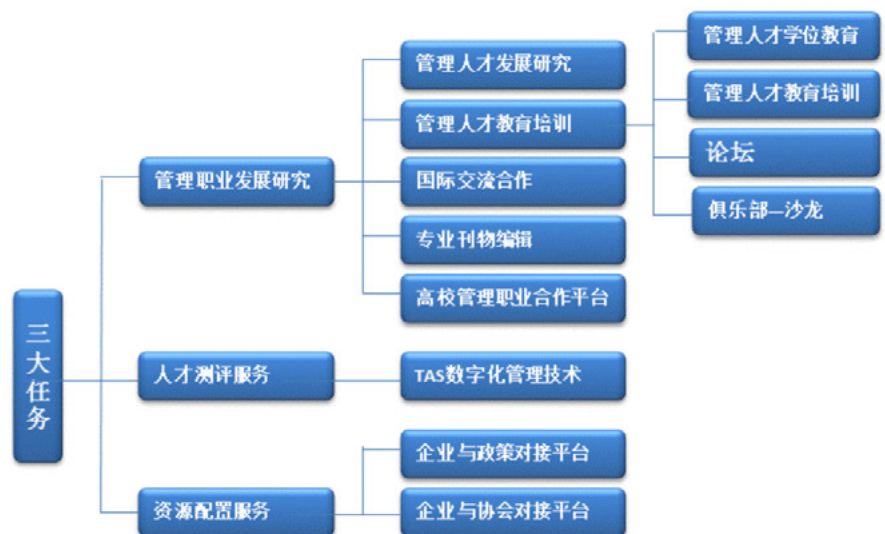 三大任务
管理职业发展研究
管理人才发展研究
管理人才教育培训
管理人才学位教育
管理人才教育培训
论坛
俱乐部—沙龙
国际交流合作
专业刊物编辑
高校管理职业合作平台
人才测评服务
TAS数字化管理技术
资源配置服务
企业与政策对接平台
企业与协会对接平台